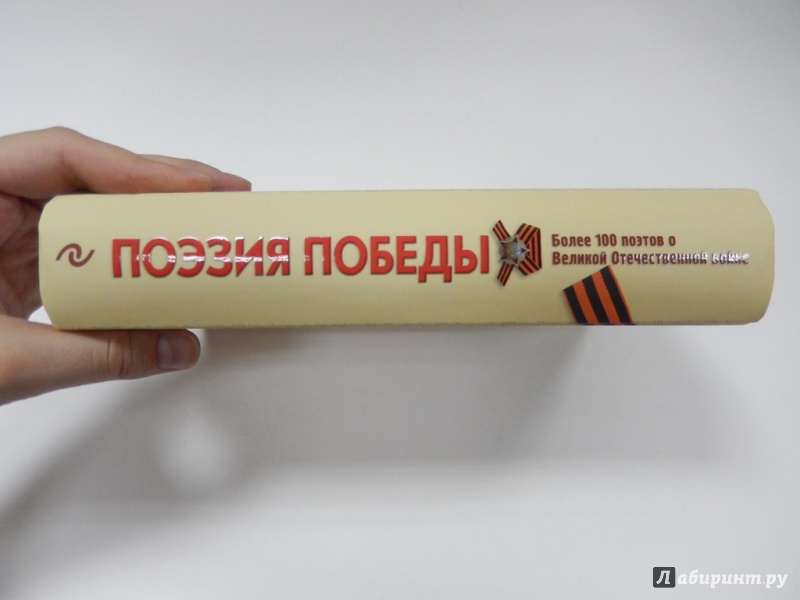 ПОЭЗИЯ ПОБЕДЫ
Более 100 поэтов о
Великой Отечественной войне
Лабиринт.ру